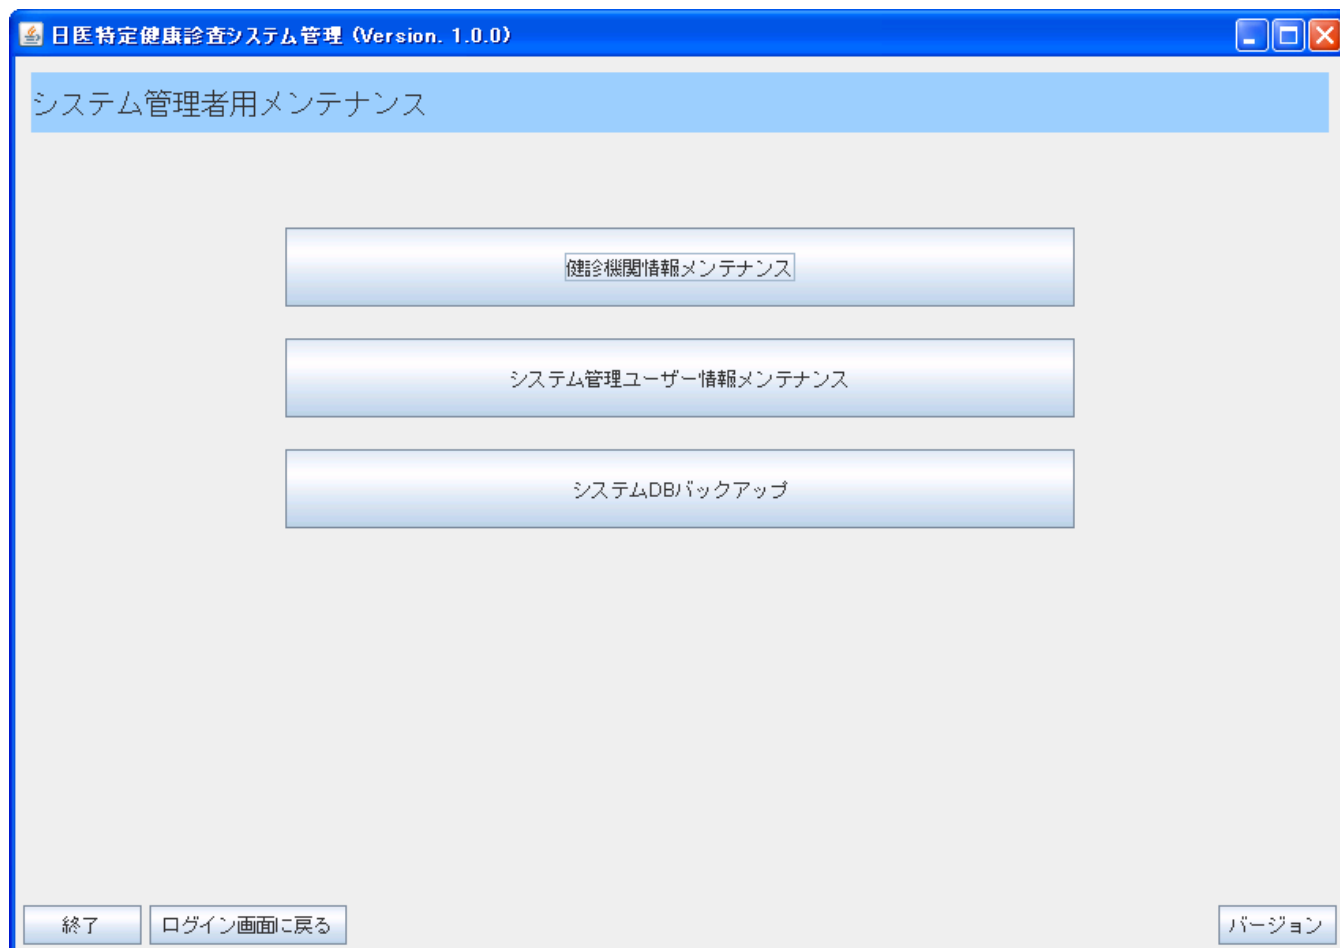 日医特定健康診査システム管理 (Version. 1.0.0)
システム管理者用メンテナンス
健診機関情報メンテナンス
システム管理ユーザー情報メンテナンス
システムDBバックアップ
終了
ログイン画面に戻る
バージョン